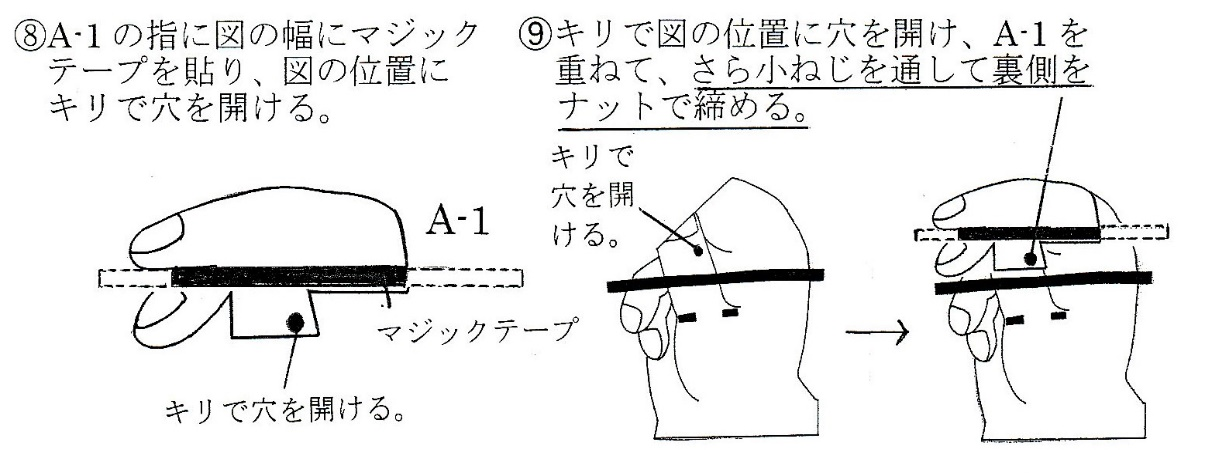 ⑧A-1の指に図の幅にマジック
テープを貼り、図の位置に
キリで穴を開ける。
A-1
マジックテープ
キリで穴を開ける。
⑨キリで図の位置に穴を開け、A-1を
重ねて、さら小ねじを通して裏側を
ナットで締める。
キリで
穴を開
ける。